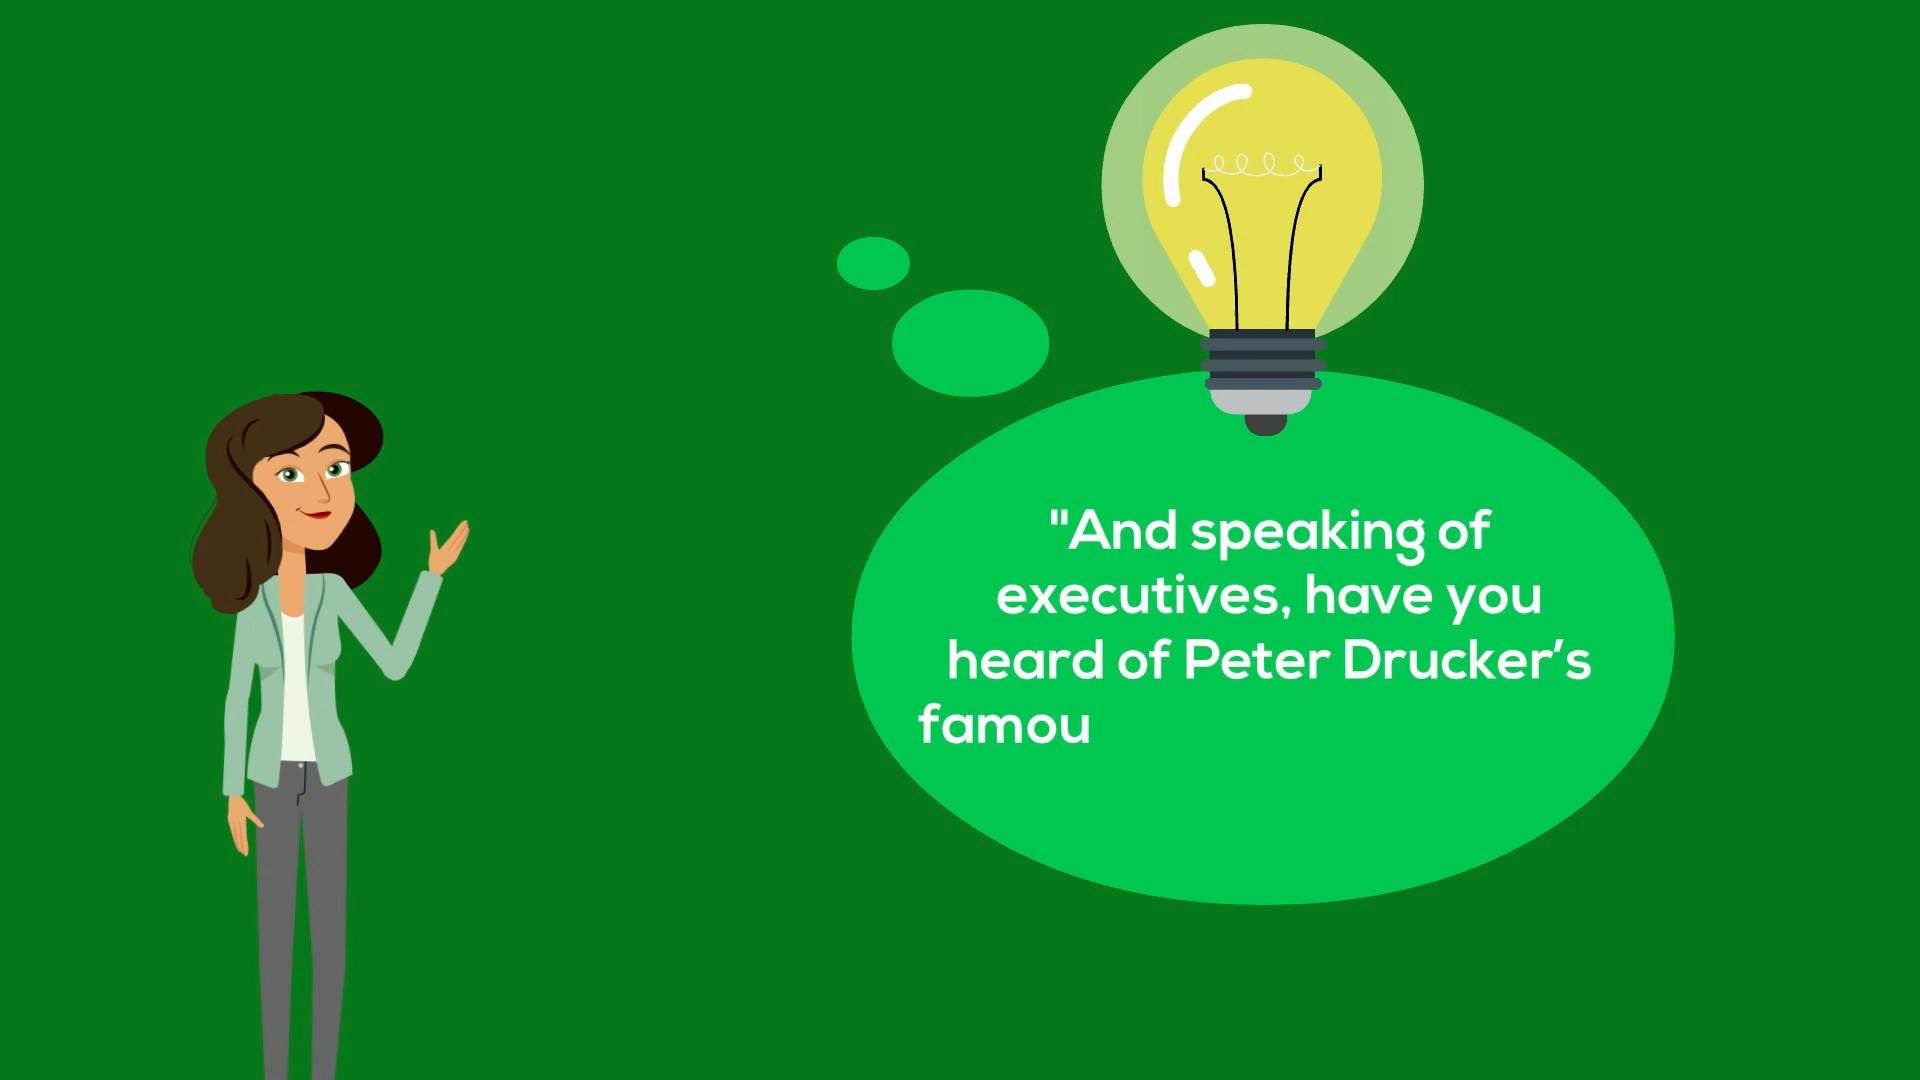 "And speaking of
executives, have you
heard of Peter Drucker’s
famou